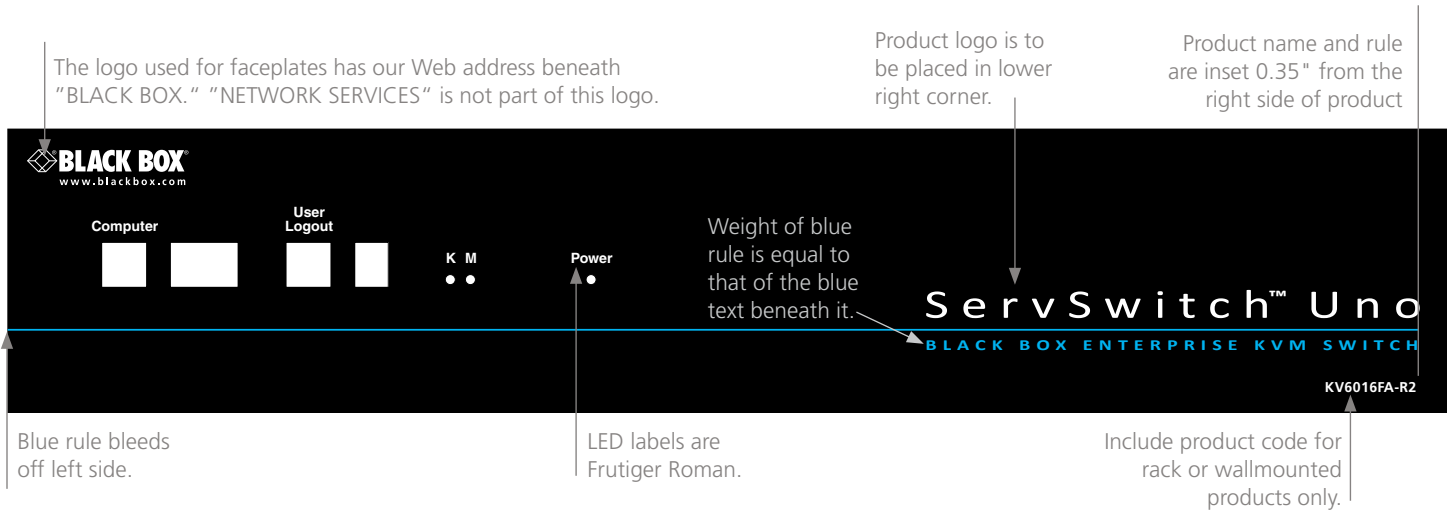 The logo used for faceplates has our Web address beneath
"BLACK BOX." "NETWORK SERVICES" is not part of this logo.
Product logo is to
be placed in lower
right corner.
Product name and rule
are inset 0.35" from the
right side of product
BLACK BOX®
www.blackbox.com
Computer
User
Logout
K M
Power
Weight of blue
rule is equal to
that of the blue
text beneath it.
ServSwitch™ Uno
BLACK BOX ENTERPRISE KVM SWITCH
KV6016FA-R2
Blue rule bleeds
off left side.
LED labels are
Frutiger Roman.
Include product code for
rack or wallmounted
products only.